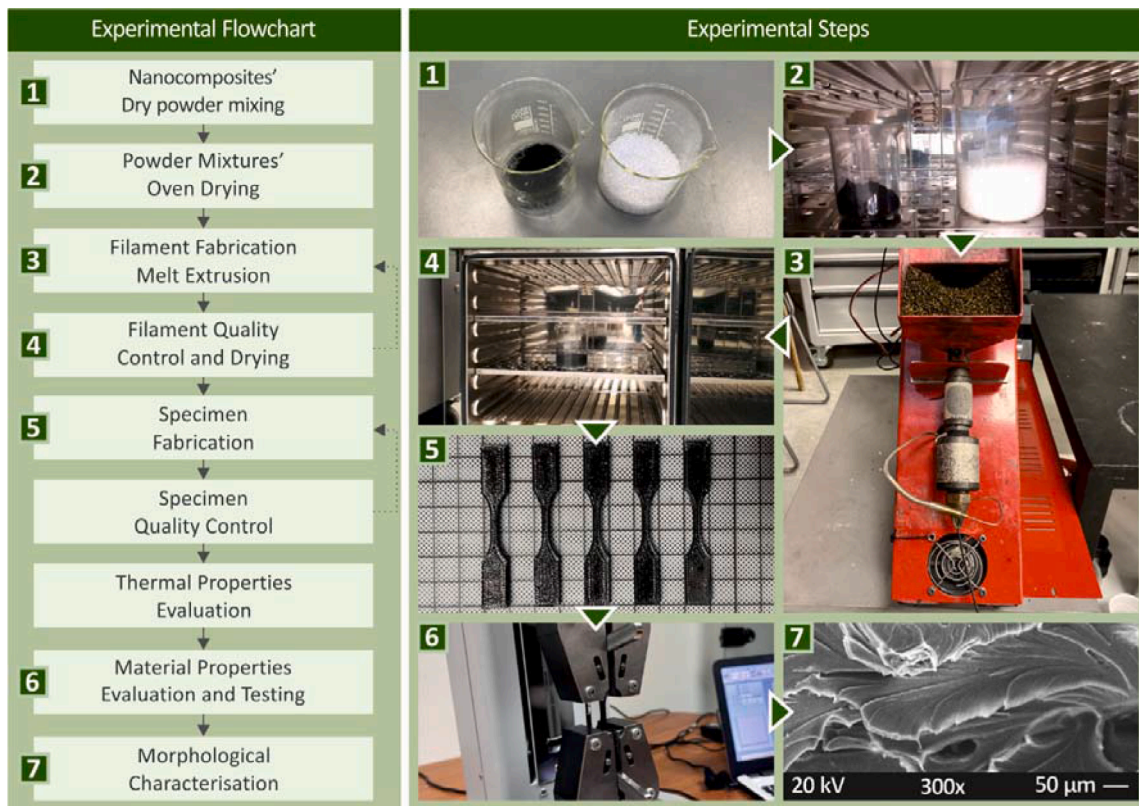 Experimental Flowchart
1
Nanocomposites’
Dry powder mixing
2
Powder Mixtures’
Oven Drying
3
Filament Fabrication
Melt Extrusion
4
Filament Quality
Control and Drying
5
Specimen
Fabrication
Specimen
Quality Control
Thermal Properties
Evaluation
6
Material Properties
Evaluation and Testing
7
Morphological
Characterisation
Experimental Steps
1
2
4
3
5
6
7
20 kV 300x 50 µm